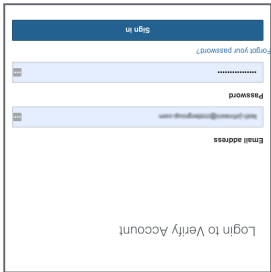 Login to Verify Account
Email address
Password
••••••••••••••••
Forgot your password?
Sign in